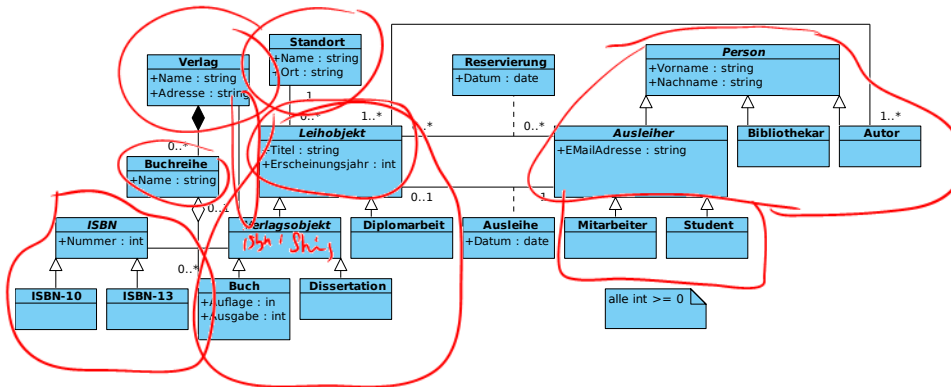 Standort
+Name : string
+Ort : string
Verlag
+Name : string
+Adresse : string
Reservierung
+Datum : date
Person
+Vorname : string
+Nachname : string
1
0..*
1..*
0..*
0..*
1..*
0..*
Leihobjekt
+Titel : string
+Erscheinungsjahr : int
Ausleiher
+EMailAdresse : string
Bibliothekar
Autor
Buchreihe
+Name : string
0..1
0..1
1
ISBN
+Nummer : int
Verlagsobjekt
isbn : String
Diplomarbeit
Ausleihe
+Datum : date
Mitarbeiter
Student
0..*
ISBN-10
ISBN-13
Buch
+Auflage : in
+Ausgabe : int
Dissertation
alle int >= 0